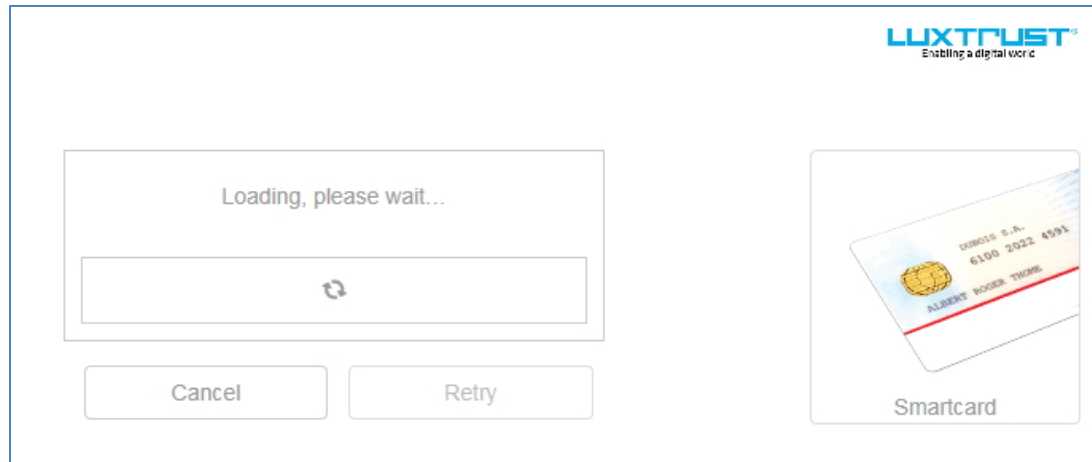 LUXTRUST®
Enabling a digital world
Loading, please wait...
DUBOIS S.A.
6100 2022 4591
ALBERT ROGER THOME
Cancel
Retry
Smartcard